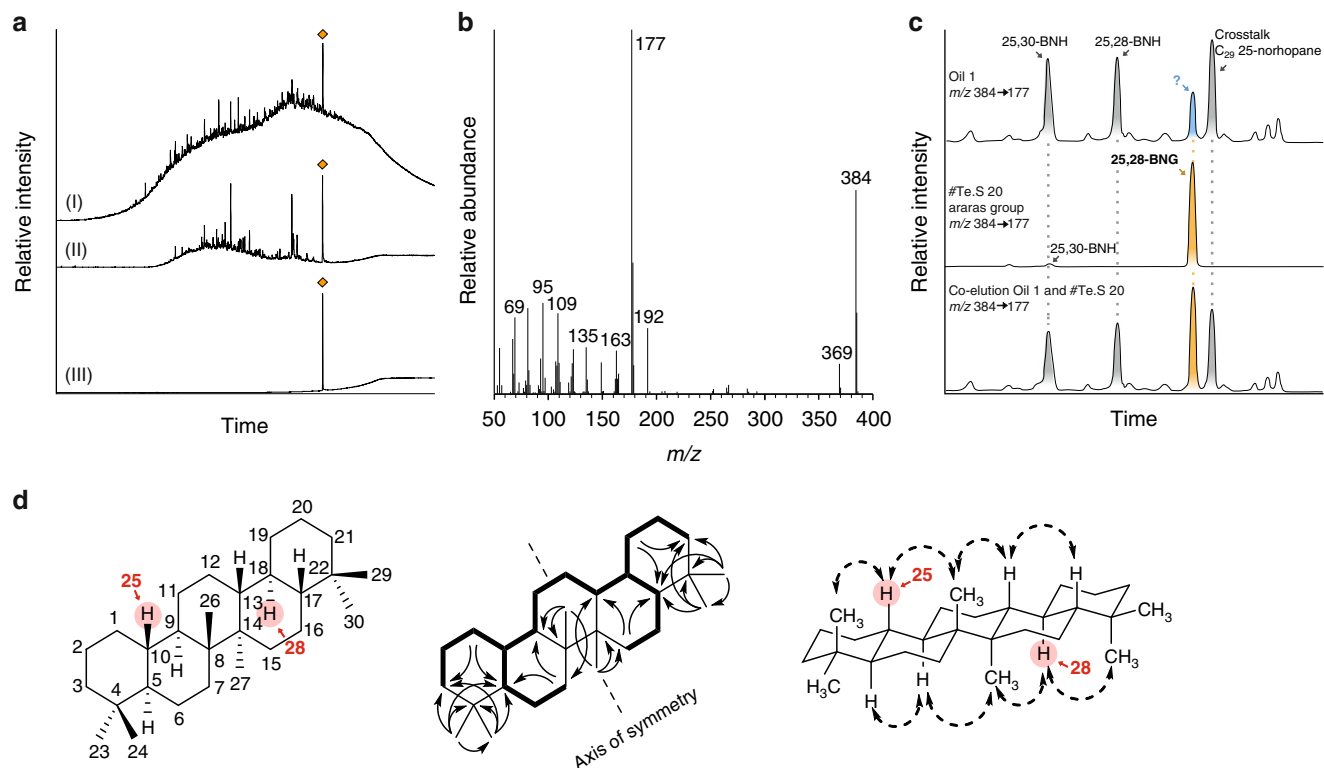 a
Relative intensity
(I)
(II)
(III)
Time
b
Relative abundance
177
384
95
69
109
135
163
192
369
50 100 150 200 250 300 350 400
m/z
c
Relative intensity
25,30-BNH
25,28-BNH
Crosstalk
C29 25-norhopane
Oil 1
m/z 384➔177
?
25,28-BNG
#Te.S 20
araras group
m/z 384➔177
25,30-BNH
Co-elution Oil 1 and #Te.S 20
m/z 384➔177
Time
d
20
19
21
12
H
18
H
22
29
25
11
13
17
30
H
26
H
1
9
14
16
28
2
10
8
15
H
27
3
4
5
7
6
H
23
24
Axis of symmetry
H
25
H
H
CH3
CH3
CH3
H
28
H3C
H
H
CH3
CH3